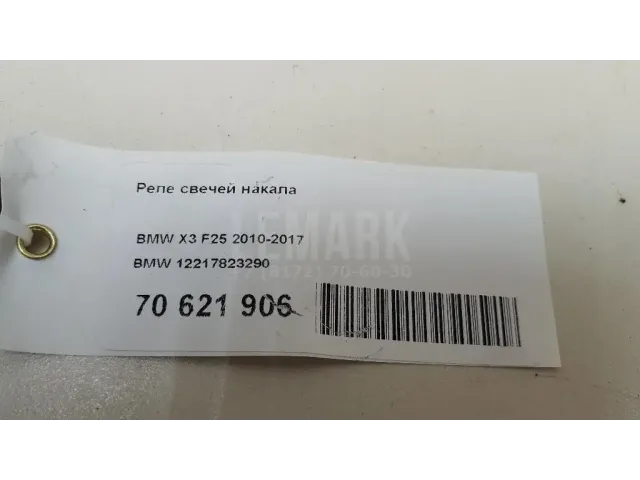 Реле свечей накала
BMW X3 F25 2010-2017
BMW 12217823290
70 621 906